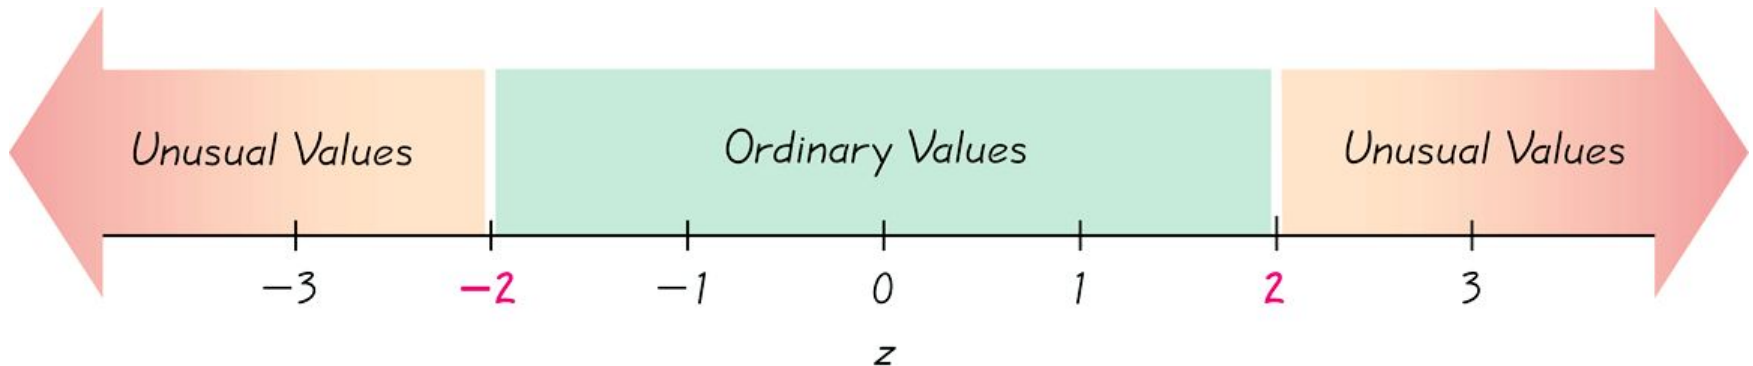 Unusual Values Ordinary Values Unusual Values
−3 −2 −1 0 1 2 3
z